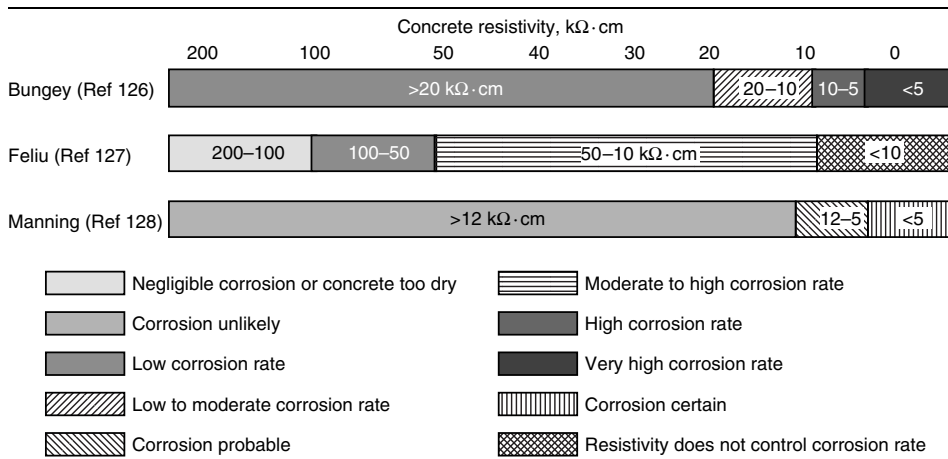 Concrete resistivity, kΩ·cm
200 100 50 40 30 20 10 0
Bungey (Ref 126) >20 kΩ·cm 20–10 10–5 <5
Feliu (Ref 127) 200–100 100–50 50–10 kΩ·cm <10
Manning (Ref 128) >12 kΩ·cm 12–5 <5
Negligible corrosion or concrete too dry
Corrosion unlikely
Low corrosion rate
Low to moderate corrosion rate
Corrosion probable
Moderate to high corrosion rate
High corrosion rate
Very high corrosion rate
Corrosion certain
Resistivity does not control corrosion rate